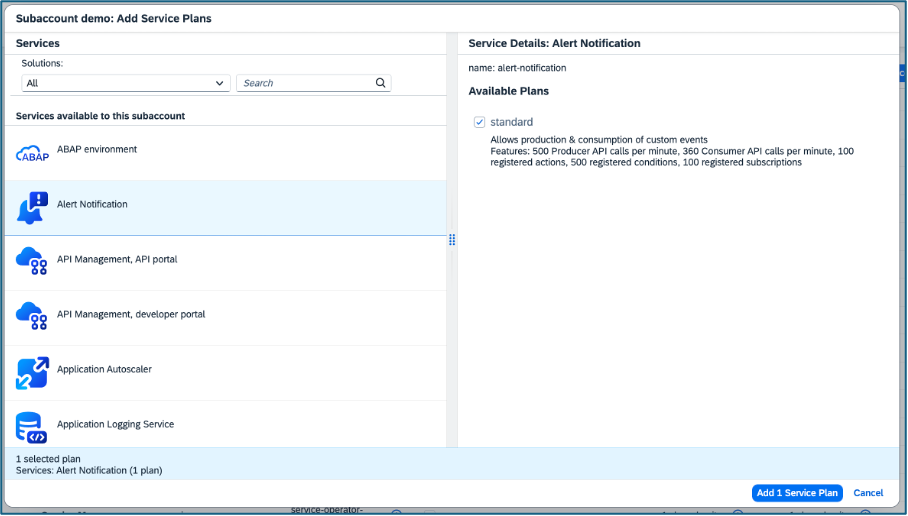 Subaccount demo: Add Service Plans
Services
Solutions:
All
Search
Services available to this subaccount
ABAP
ABAP environment
Alert Notification
API Management, API portal
API Management, developer portal
Application Autoscaler
Application Logging Service
1 selected plan
Services: Alert Notification (1 plan)
Service Details: Alert Notification
name: alert-notification
Available Plans
standard
Allows production & consumption of custom events
Features: 500 Producer API calls per minute, 360 Consumer API calls per minute, 100
registered actions, 500 registered conditions, 100 registered subscriptions
Add 1 Service Plan
Cancel
service-operator-